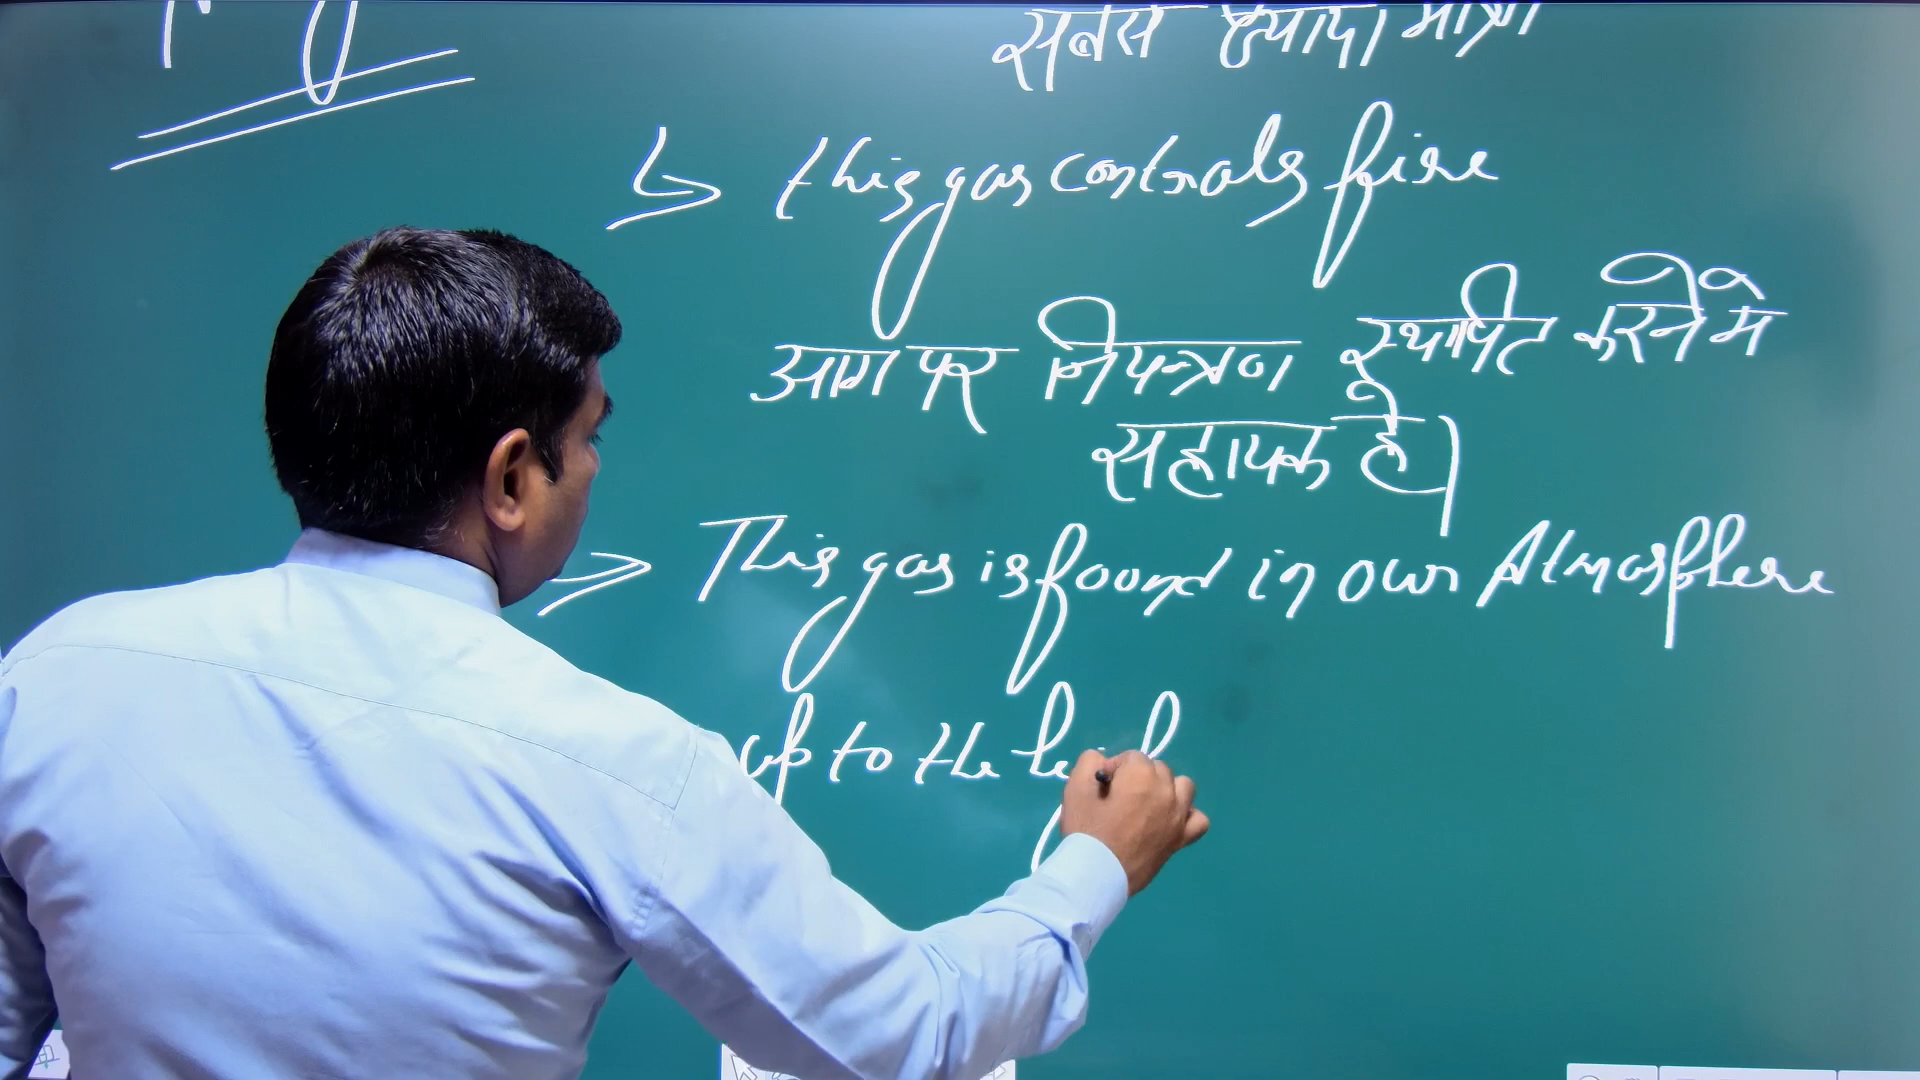 सबसे ज्यादा मात्रा
this gas controls fire
आग पर नियन्त्रण स्थापित करने मे
सहायक है।
This gas is found in our Atmosphere
up to the heigh